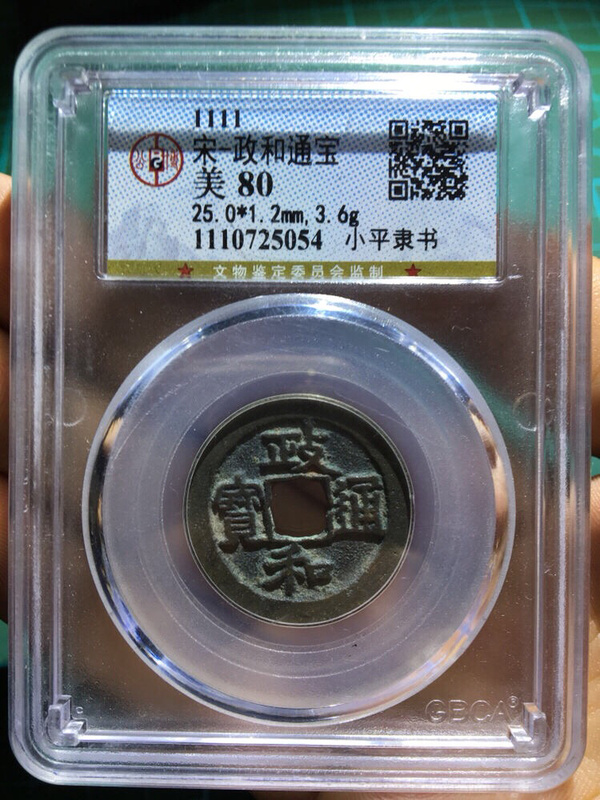 1111
宋-政和通宝
美 80
25.0*1.2mm,3.6g
1110725054 小平隶书
★ 文物鉴定委员会监制 ★
政
寳 通
和
GBCA®